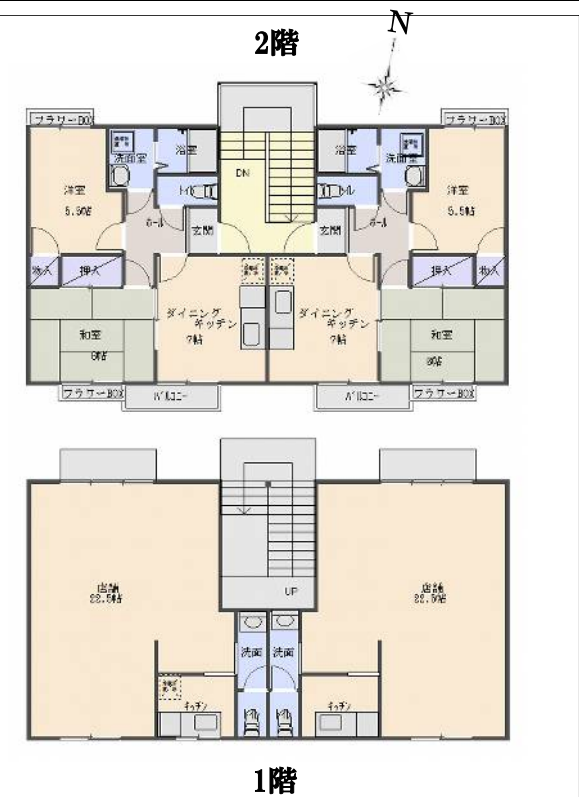 2階
N
フラワーBOX
フラワーBOX
洗面室
浴室
浴室
洗面室
洋室
5.5帖
トイレ
DN
トイレ
洋室
5.5帖
ホール
玄関
玄関
ホール
物入
押入
押入
物入
和室
6帖
ダイニング
キッチン
7帖
ダイニング
キッチン
7帖
和室
6帖
フラワーBOX
バルコニー
バルコニー
フラワーBOX
店舗
22.5帖
UP
店舗
22.5帖
洗面
洗面
キッチン
キッチン
1階